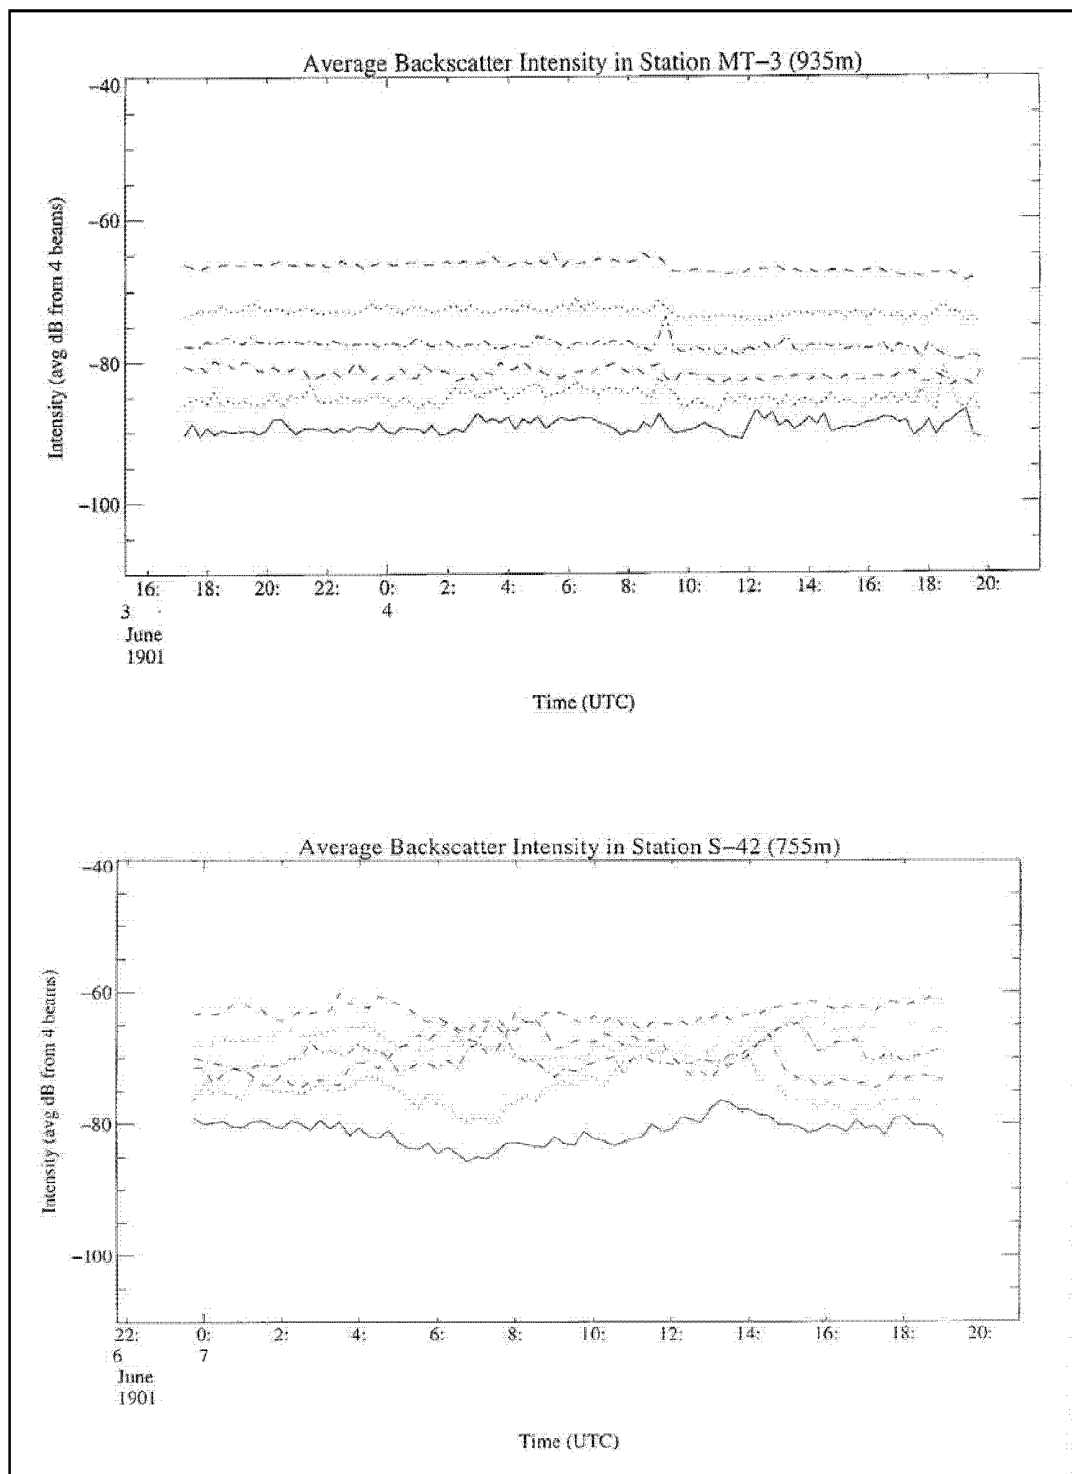 Average Backscatter Intensity in Station MT–3 (935m)
Intensity (avg dB from 4 beams)
–40
–60
–80
–100
16: 18: 20: 22: 0: 2: 4: 6: 8: 10: 12: 14: 16: 18: 20:
3 4
June
1901
Time (UTC)
Average Backscatter Intensity in Station S–42 (755m)
Intensity (avg dB from 4 beams)
–40
–60
–80
–100
22: 0: 2: 4: 6: 8: 10: 12: 14: 16: 18: 20:
6 7
June
1901
Time (UTC)